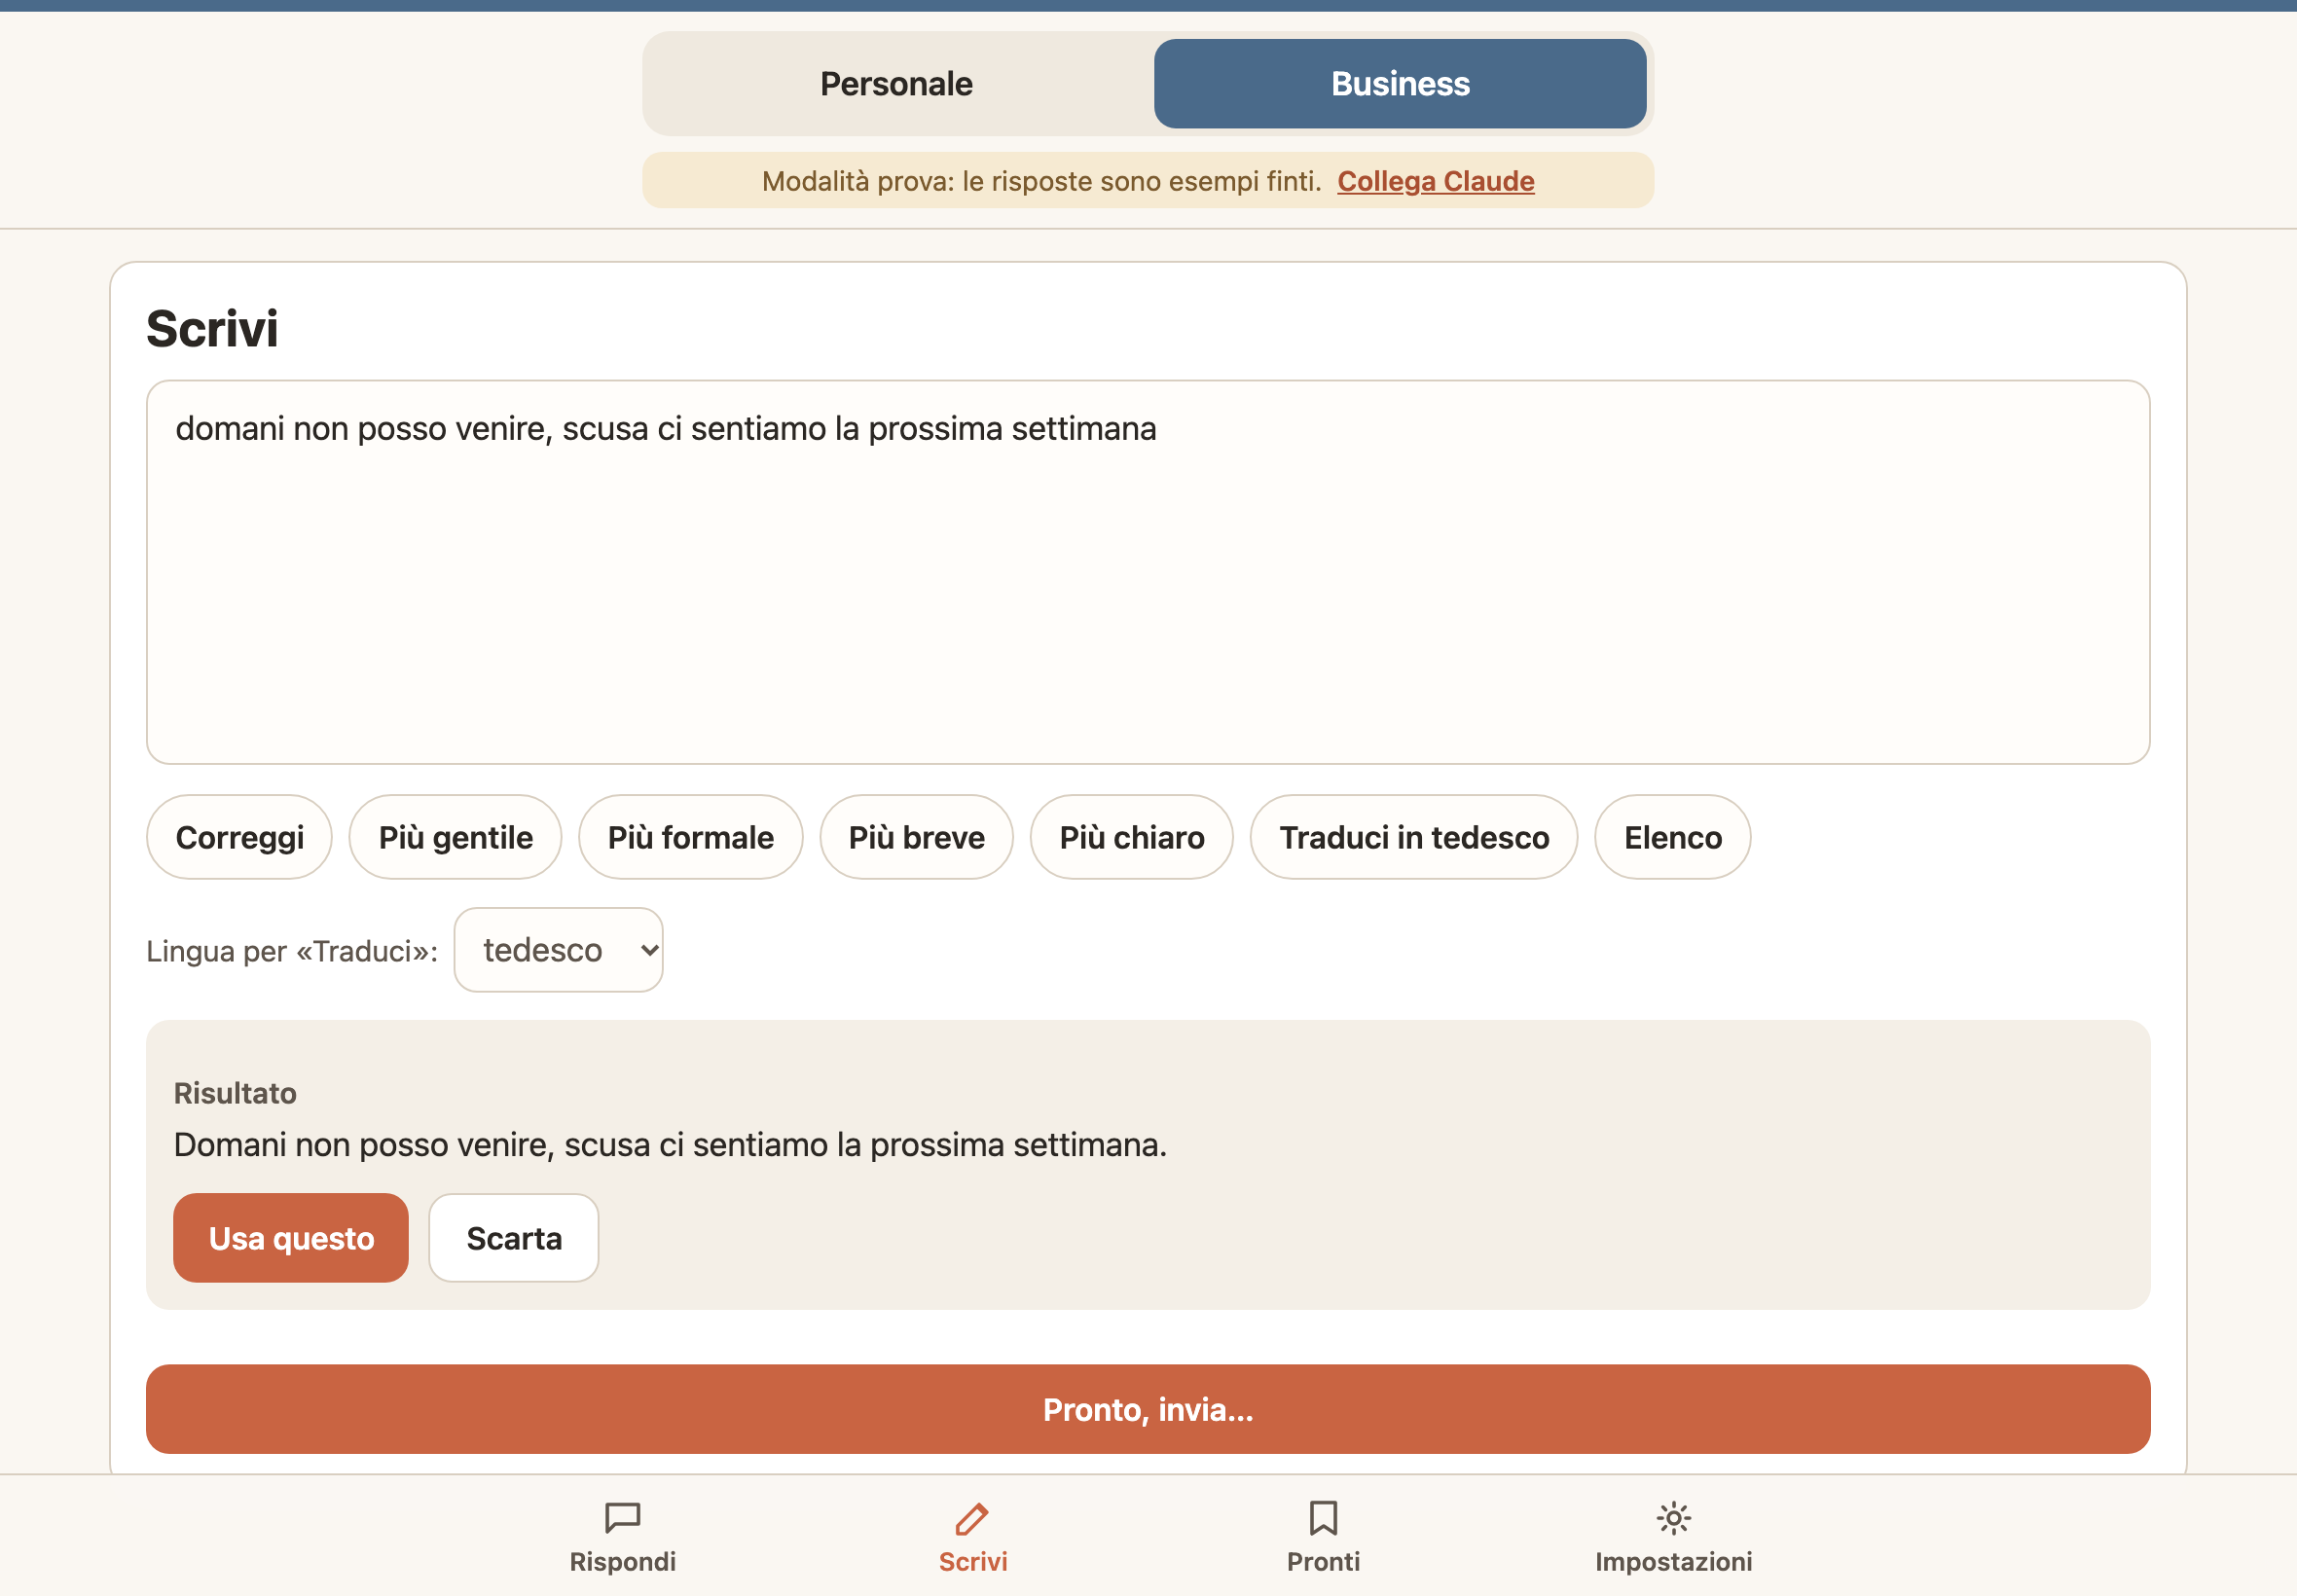 Personale
Business
Modalità prova: le risposte sono esempi finti. Collega Claude
Scrivi
domani non posso venire, scusa ci sentiamo la prossima settimana
Correggi
Più gentile
Più formale
Più breve
Più chiaro
Traduci in tedesco
Elenco
Lingua per «Traduci»: tedesco
Risultato
Domani non posso venire, scusa ci sentiamo la prossima settimana.
Usa questo
Scarta
Pronto, invia...
Rispondi
Scrivi
Pronti
Impostazioni